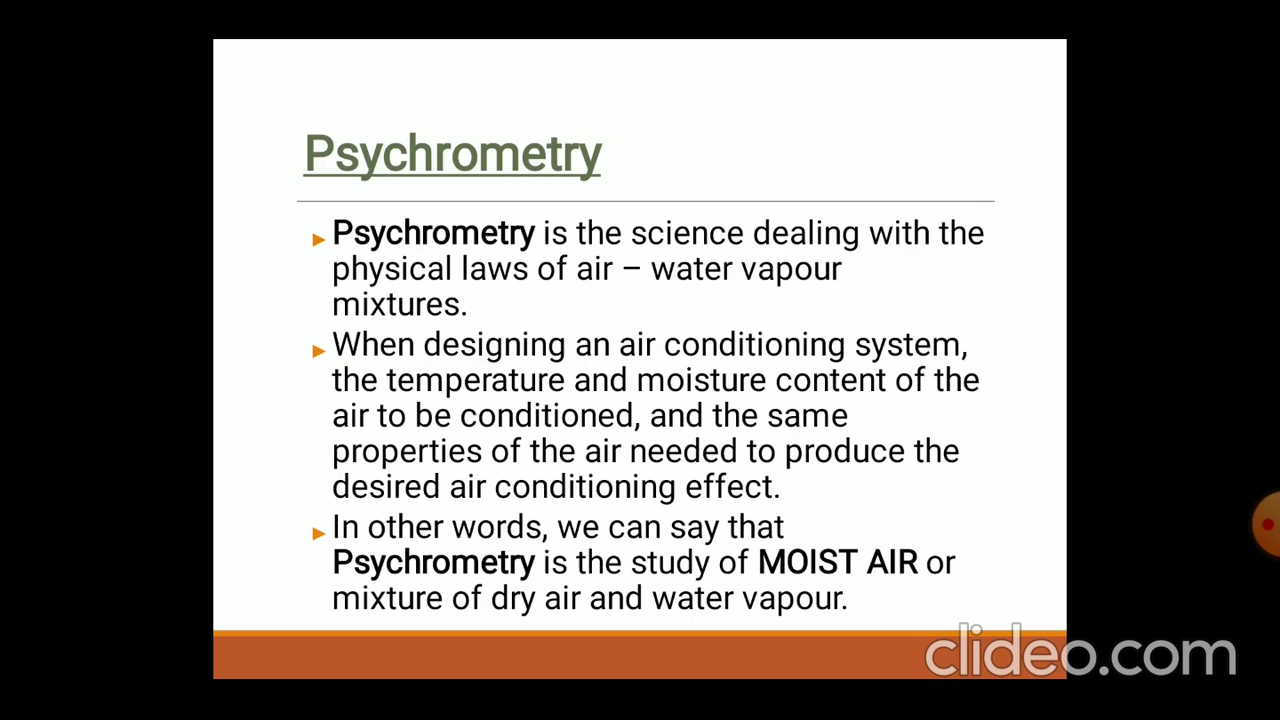 Psychrometry
Psychrometry is the science dealing with the
physical laws of air – water vapour
mixtures.
When designing an air conditioning system,
the temperature and moisture content of the
air to be conditioned, and the same
properties of the air needed to produce the
desired air conditioning effect.
In other words, we can say that
Psychrometry is the study of MOIST AIR or
mixture of dry air and water vapour.
clideo.com